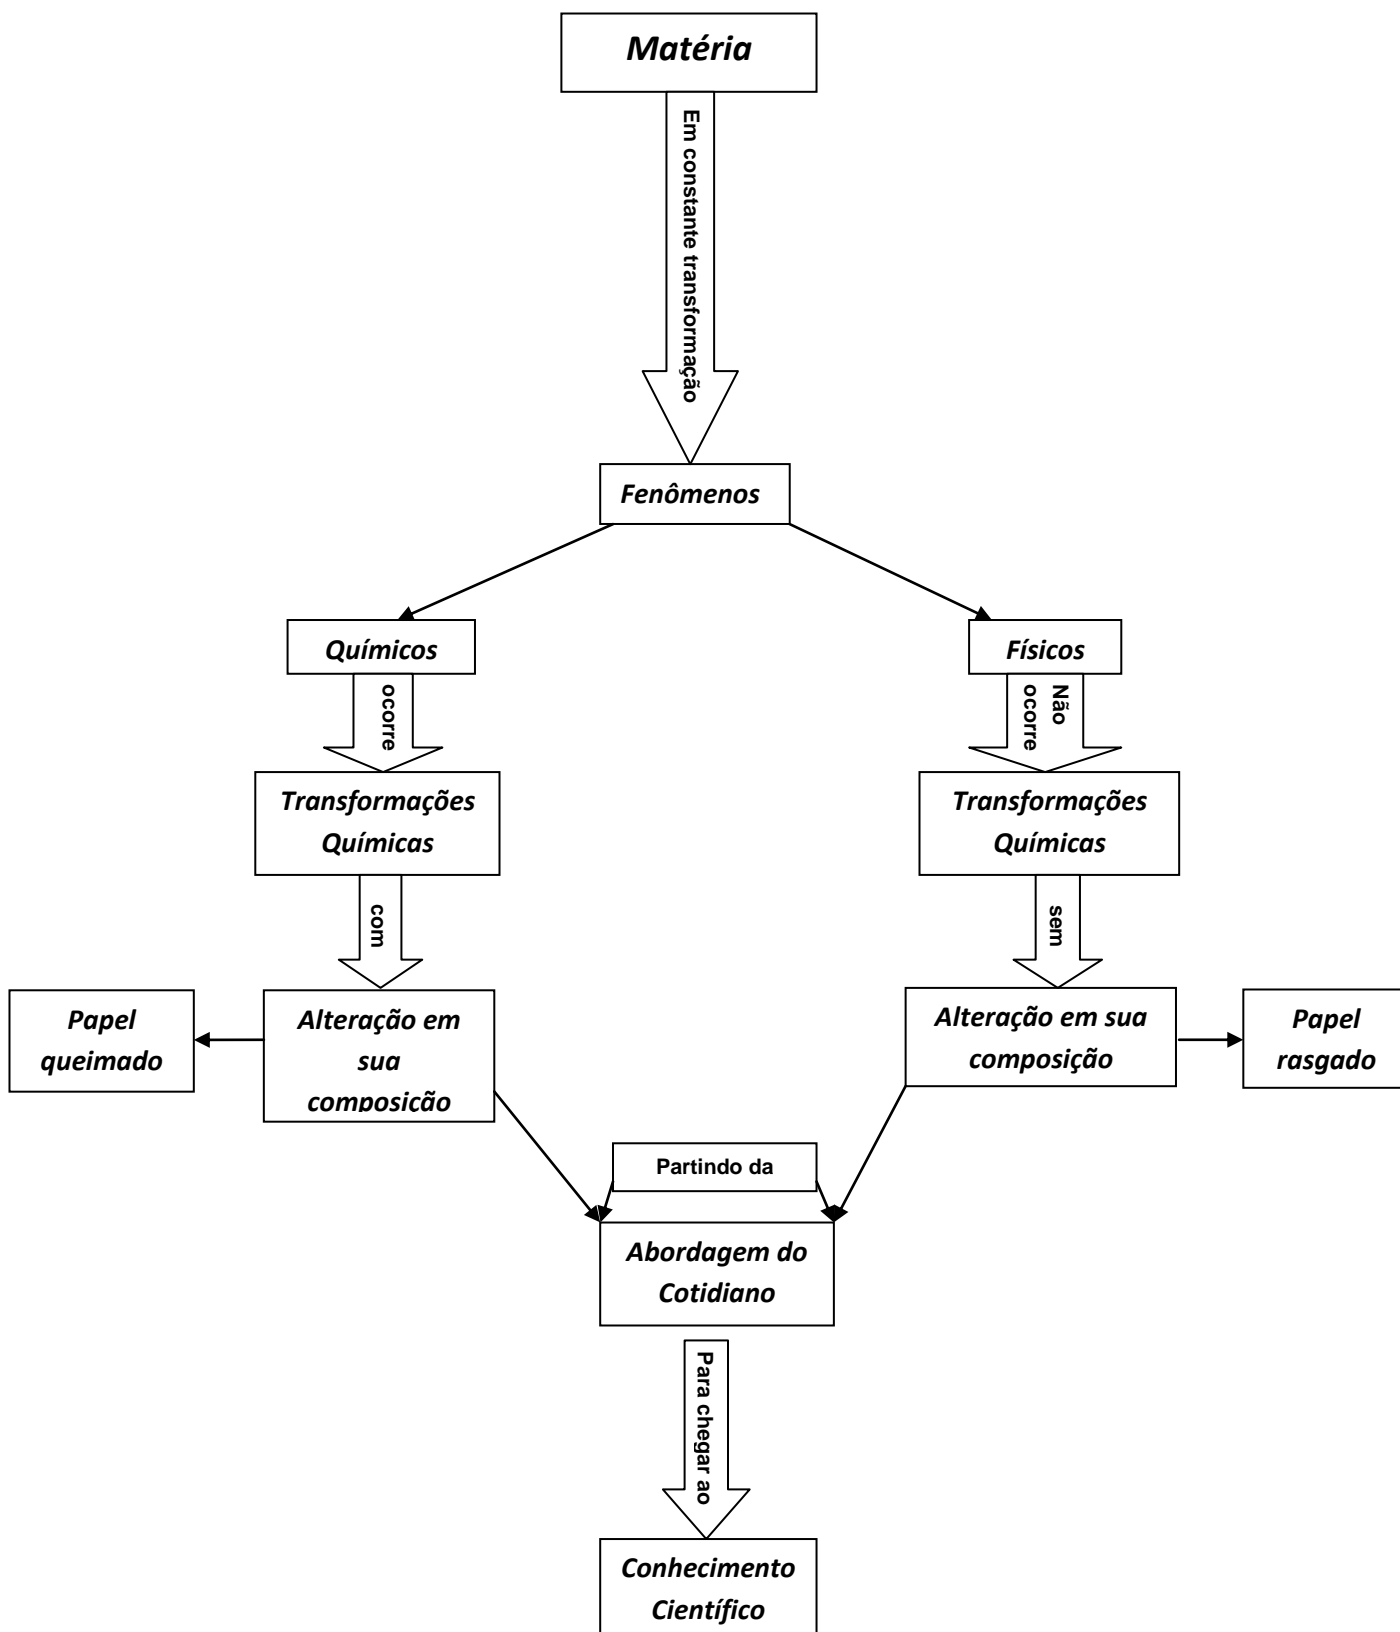 Matéria
Em constante transformação
Fenômenos
Químicos
Físicos
ocorre
Não
ocorre
Transformações
Químicas
Transformações
Químicas
com
sem
Papel
queimado
Alteração em
sua
composição
Alteração em sua
composição
Papel
rasgado
Partindo da
Abordagem do
Cotidiano
Para chegar ao
Conhecimento
Científico